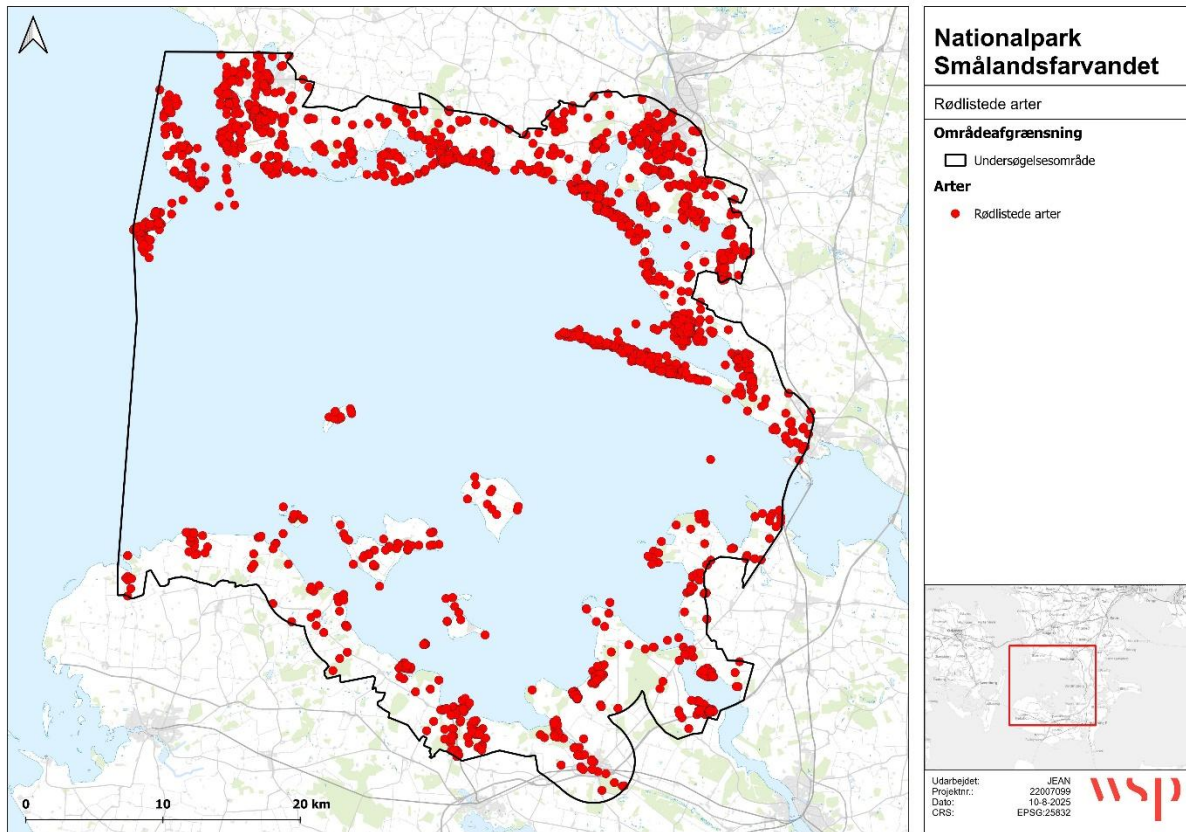 Nationalpark
Smålandsfarvandet
Rødlistede arter
Områdeafgrænsning
Undersøgelsesområde
Arter
Rødlistede arter
0 10 20 km
Udarbejdet: JEAN
Projektnr.: 22007099
Dato: 10-8-2025
CRS: EPSG:25832
wsp